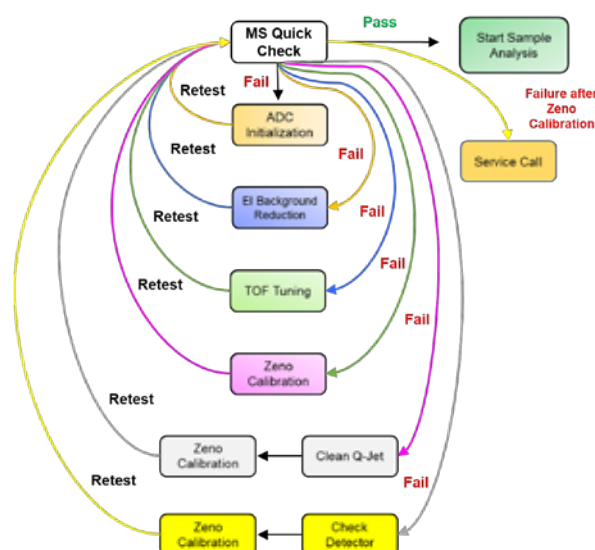 MS Quick
Check
Pass
Start Sample
Analysis
Retest
Fail
Failure after
Zeno
Calibration
ADC
Initialization
Retest
Fail
Service Call
EI Background
Reduction
Retest
Fail
Fail
TOF Tuning
Retest
Fail
Zeno
Calibration
Retest
Zeno
Calibration
Clean Q-Jet
Retest
Fail
Zeno
Calibration
Check
Detector